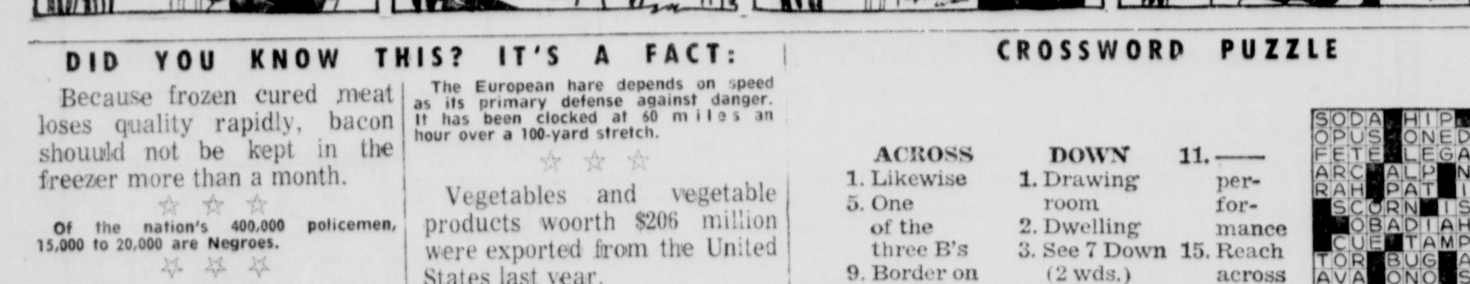 DID YOU KNOW THIS? IT'S A FACT:
Because frozen cured meat
loses quality rapidly, bacon
shouuld not be kept in the
freezer more than a month.
Of the nation's 400,000 policemen,
15,000 to 20,000 are Negroes.
The European hare depends on speed
as its primary defense against danger.
It has been clocked at 60 miles an
hour over a 100-yard stretch.
Vegetables and vegetable
products woorth $206 million
were exported from the United
States last year.
CROSSWORD PUZZLE
ACROSS
1. Likewise
5. One
of the
three B's
9. Border on
DOWN
1. Drawing
room
2. Dwelling
3. See 7 Down
(2 wds.)
11. ——
per-
for-
mance
15. Reach
across
SODA HIP
OPUS ONED
FETE LEGA
ARC ALP N
RAH PAT I
SCORN IS
OBADIAH
CUE TAMP
TOR BUG A
AVA ONO S